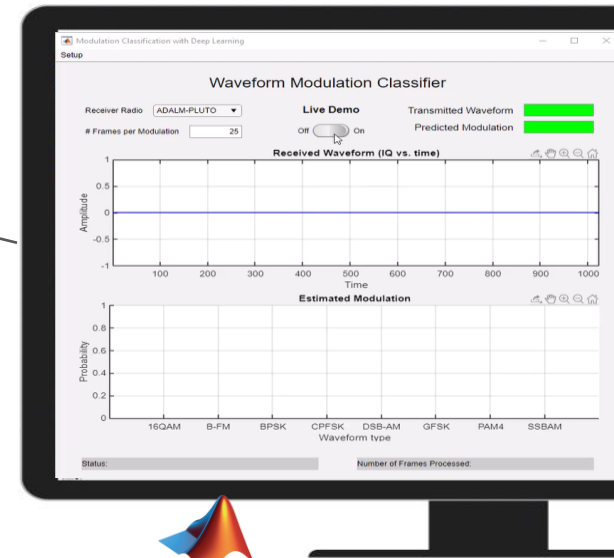 Modulation Classification with Deep Learning
Setup
Waveform Modulation Classifier
Receiver Radio ADALM-PLUTO Live Demo Transmitted Waveform
# Frames per Modulation 25 Off On Predicted Modulation
Received Waveform (IQ vs. time)
1
0.5
0
-0.5
-1
Amplitude
100 200 300 400 500 600 700 800 900 1000
Time
Estimated Modulation
1
0.8
0.6
0.4
0.2
0
Probability
16QAM B-FM BPSK CPFSK DSB-AM GFSK PAM4 SSBAM
Waveform type
Status: Number of Frames Processed: